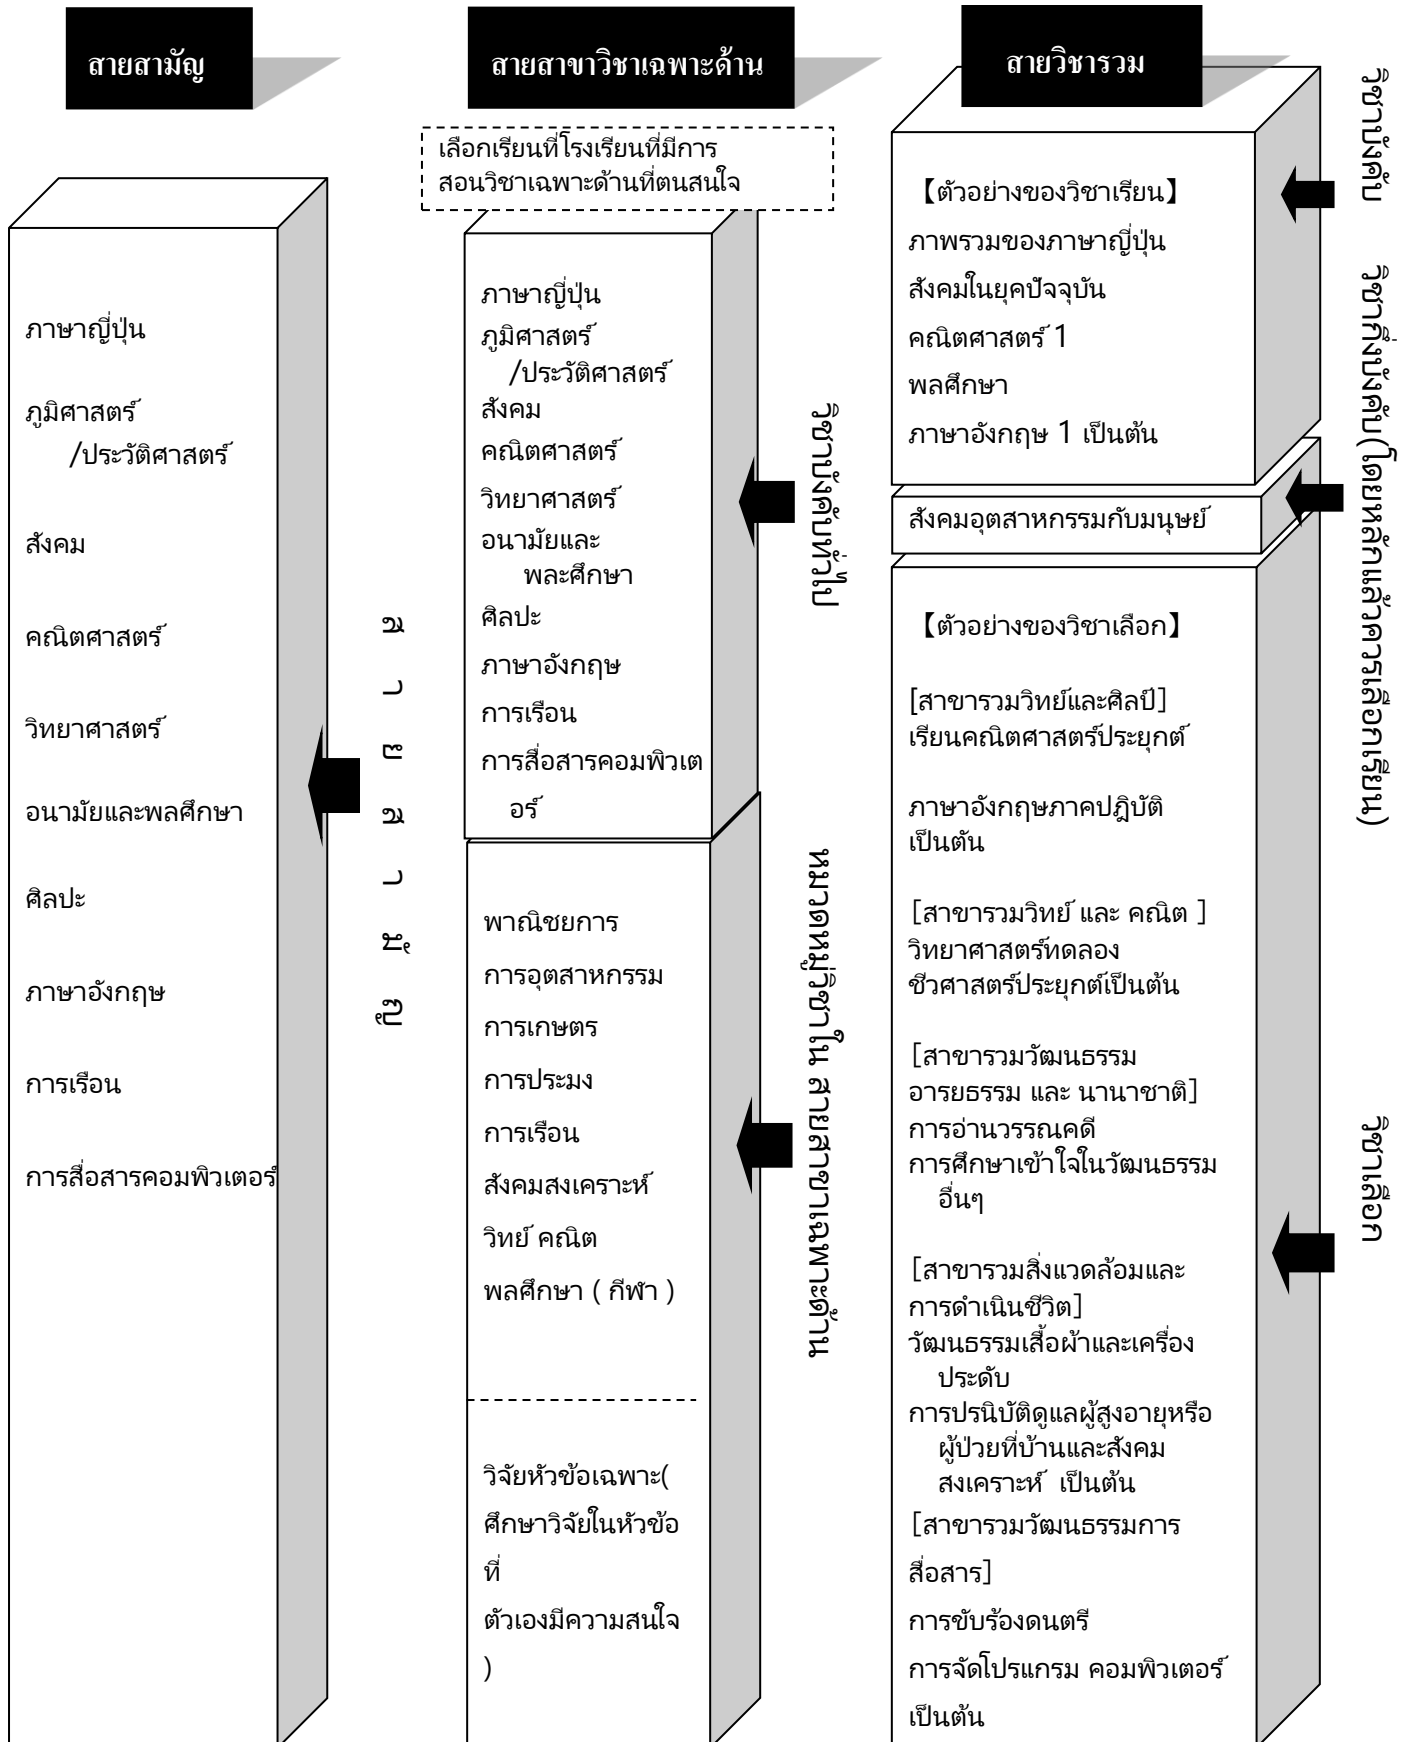 สายสามัญ
ภาษาญี่ปุ่น
ภูมิศาสตร์
/ประวัติศาสตร์
สังคม
คณิตศาสตร์
วิทยาศาสตร์
อนามัยและพลศึกษา
ศิลปะ
ภาษาอังกฤษ
การเรือน
การสื่อสารคอมพิวเตอร์
สายสามัญ
สายสาขาวิชาเฉพาะด้าน
เลือกเรียนที่โรงเรียนที่มีการ
สอนวิชาเฉพาะด้านที่ตนสนใจ
ภาษาญี่ปุ่น
ภูมิศาสตร์
/ประวัติศาสตร์
สังคม
คณิตศาสตร์
วิทยาศาสตร์
อนามัยและ
พละศึกษา
ศิลปะ
ภาษาอังกฤษ
การเรือน
การสื่อสารคอมพิวเต
อร์
วิชาบังคับทั่วไป
พาณิชยการ
การอุตสาหกรรม
การเกษตร
การประมง
การเรือน
สังคมสงเคราะห์
วิทย์ คณิต
พลศึกษา ( กีฬา )
วิจัยหัวข้อเฉพาะ(
ศึกษาวิจัยในหัวข้อ
ที่
ตัวเองมีความสนใจ
)
หมวดหมู่วิชาใน สายสาขาเฉพาะด้าน
สายวิชารวม
【ตัวอย่างของวิชาเรียน】
ภาพรวมของภาษาญี่ปุ่น
สังคมในยุคปัจจุบัน
คณิตศาสตร์ 1
พลศึกษา
ภาษาอังกฤษ 1 เป็นต้น
วิชาบังคับ
สังคมอุตสาหกรรมกับมนุษย์
วิชากึ่งบังคับ(โดยหลักแล้วควรเลือกเรียน)
【ตัวอย่างของวิชาเลือก】
[สาขารวมวิทย์และศิลป์]
เรียนคณิตศาสตร์ประยุกต์
ภาษาอังกฤษภาคปฎิบัติ
เป็นตัน
[สาขารวมวิทย์ และ คณิต ]
วิทยาศาสตร์ทดลอง
ชีวศาสตร์ประยุกต์เป็นต้น
[สาขารวมวัฒนธรรม
อารยธรรม และ นานาชาติ]
การอ่านวรรณคดี
การศึกษาเข้าใจในวัฒนธรรม
อื่นๆ
[สาขารวมสิ่งแวดล้อมและ
การดำเนินชีวิต]
วัฒนธรรมเสื้อผ้าและเครื่อง
ประดับ
การปรนิบัติดูแลผู้สูงอายุหรือ
ผู้ป่วยที่บ้านและสังคม
สงเคราะห์ เป็นต้น
[สาขารวมวัฒนธรรมการ
สื่อสาร]
การขับร้องดนตรี
การจัดโปรแกรม คอมพิวเตอร์
เป็นต้น
วิชาเลือก